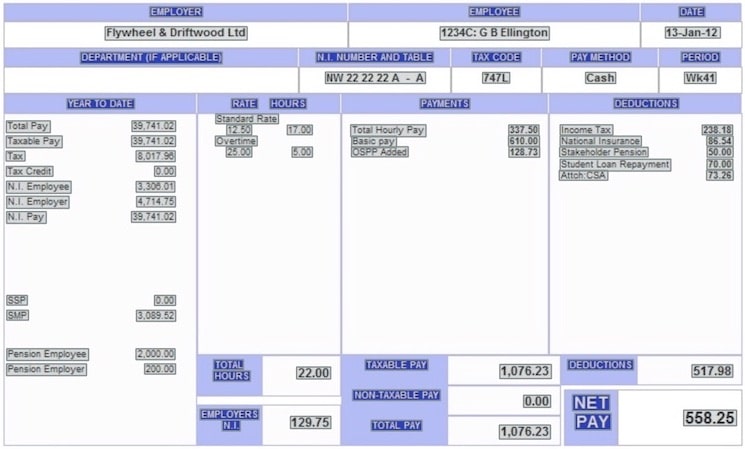 EMPLOYER EMPLOYEE DATE
Flywheel & Driftwood Ltd 1234C: G B Ellington 13-Jan-12
DEPARTMENT (IF APPLICABLE) N.I. NUMBER AND TABLE TAX CODE PAY METHOD PERIOD
NW 22 22 22 A - A 747L Cash Wk41
YEAR TO DATE RATE HOURS PAYMENTS DEDUCTIONS
Standard Rate
Total Pay 39,741.02 12.50 17.00 Total Hourly Pay 337.50 Income Tax 238.18
Taxable Pay 39,741.02 Overtime Basic pay 610.00 National Insurance 86.54
Tax 8,017.96 25.00 5.00 OSPP Added 128.73 Stakeholder Pension 50.00
Tax Credit 0.00 Student Loan Repayment 70.00
N.I. Employee 3,306.01 Attch:CSA 73.26
N.I. Employer 4,714.75
N.I. Pay 39,741.02
SSP 0.00
SMP 3,089.52
Pension Employee 2,000.00
Pension Employer 200.00
TOTAL HOURS 22.00 TAXABLE PAY 1,076.23 DEDUCTIONS 517.98
NON-TAXABLE PAY 0.00
EMPLOYERS N.I. 129.75 TOTAL PAY 1,076.23 NET PAY 558.25